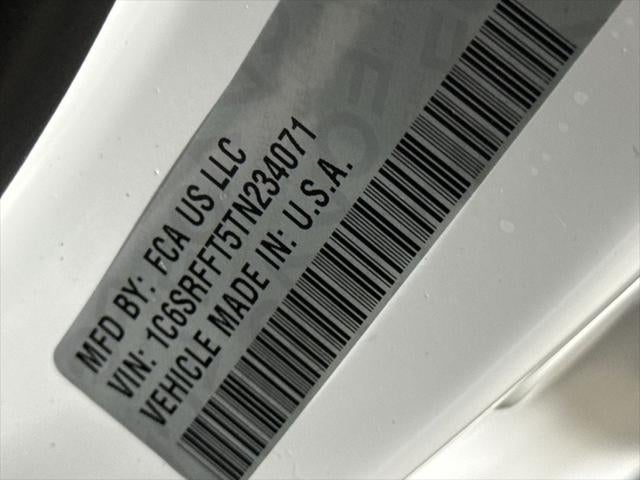 MFD BY: FCA US LLC
VIN: 1C6SRFFT5TN234071
VEHICLE MADE IN: U.S.A.